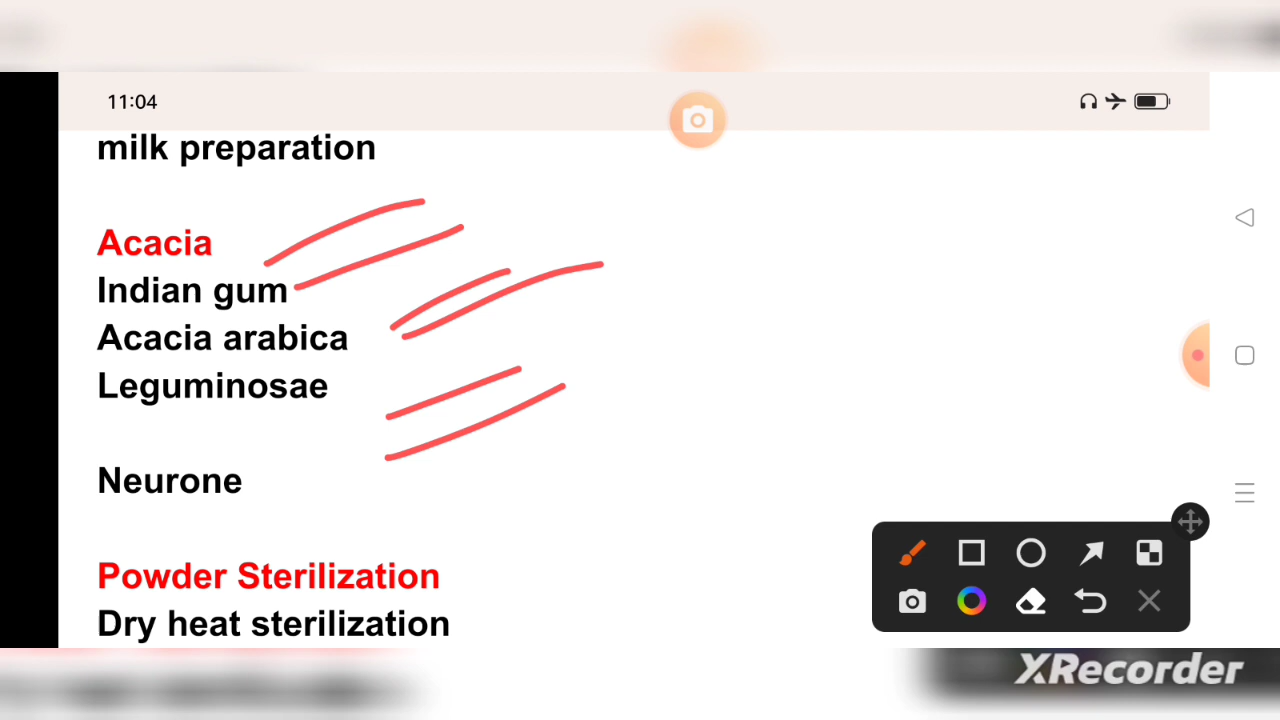 11:04
milk preparation
Acacia
Indian gum
Acacia arabica
Leguminosae
Neurone
Powder Sterilization
Dry heat sterilization
XRecorder